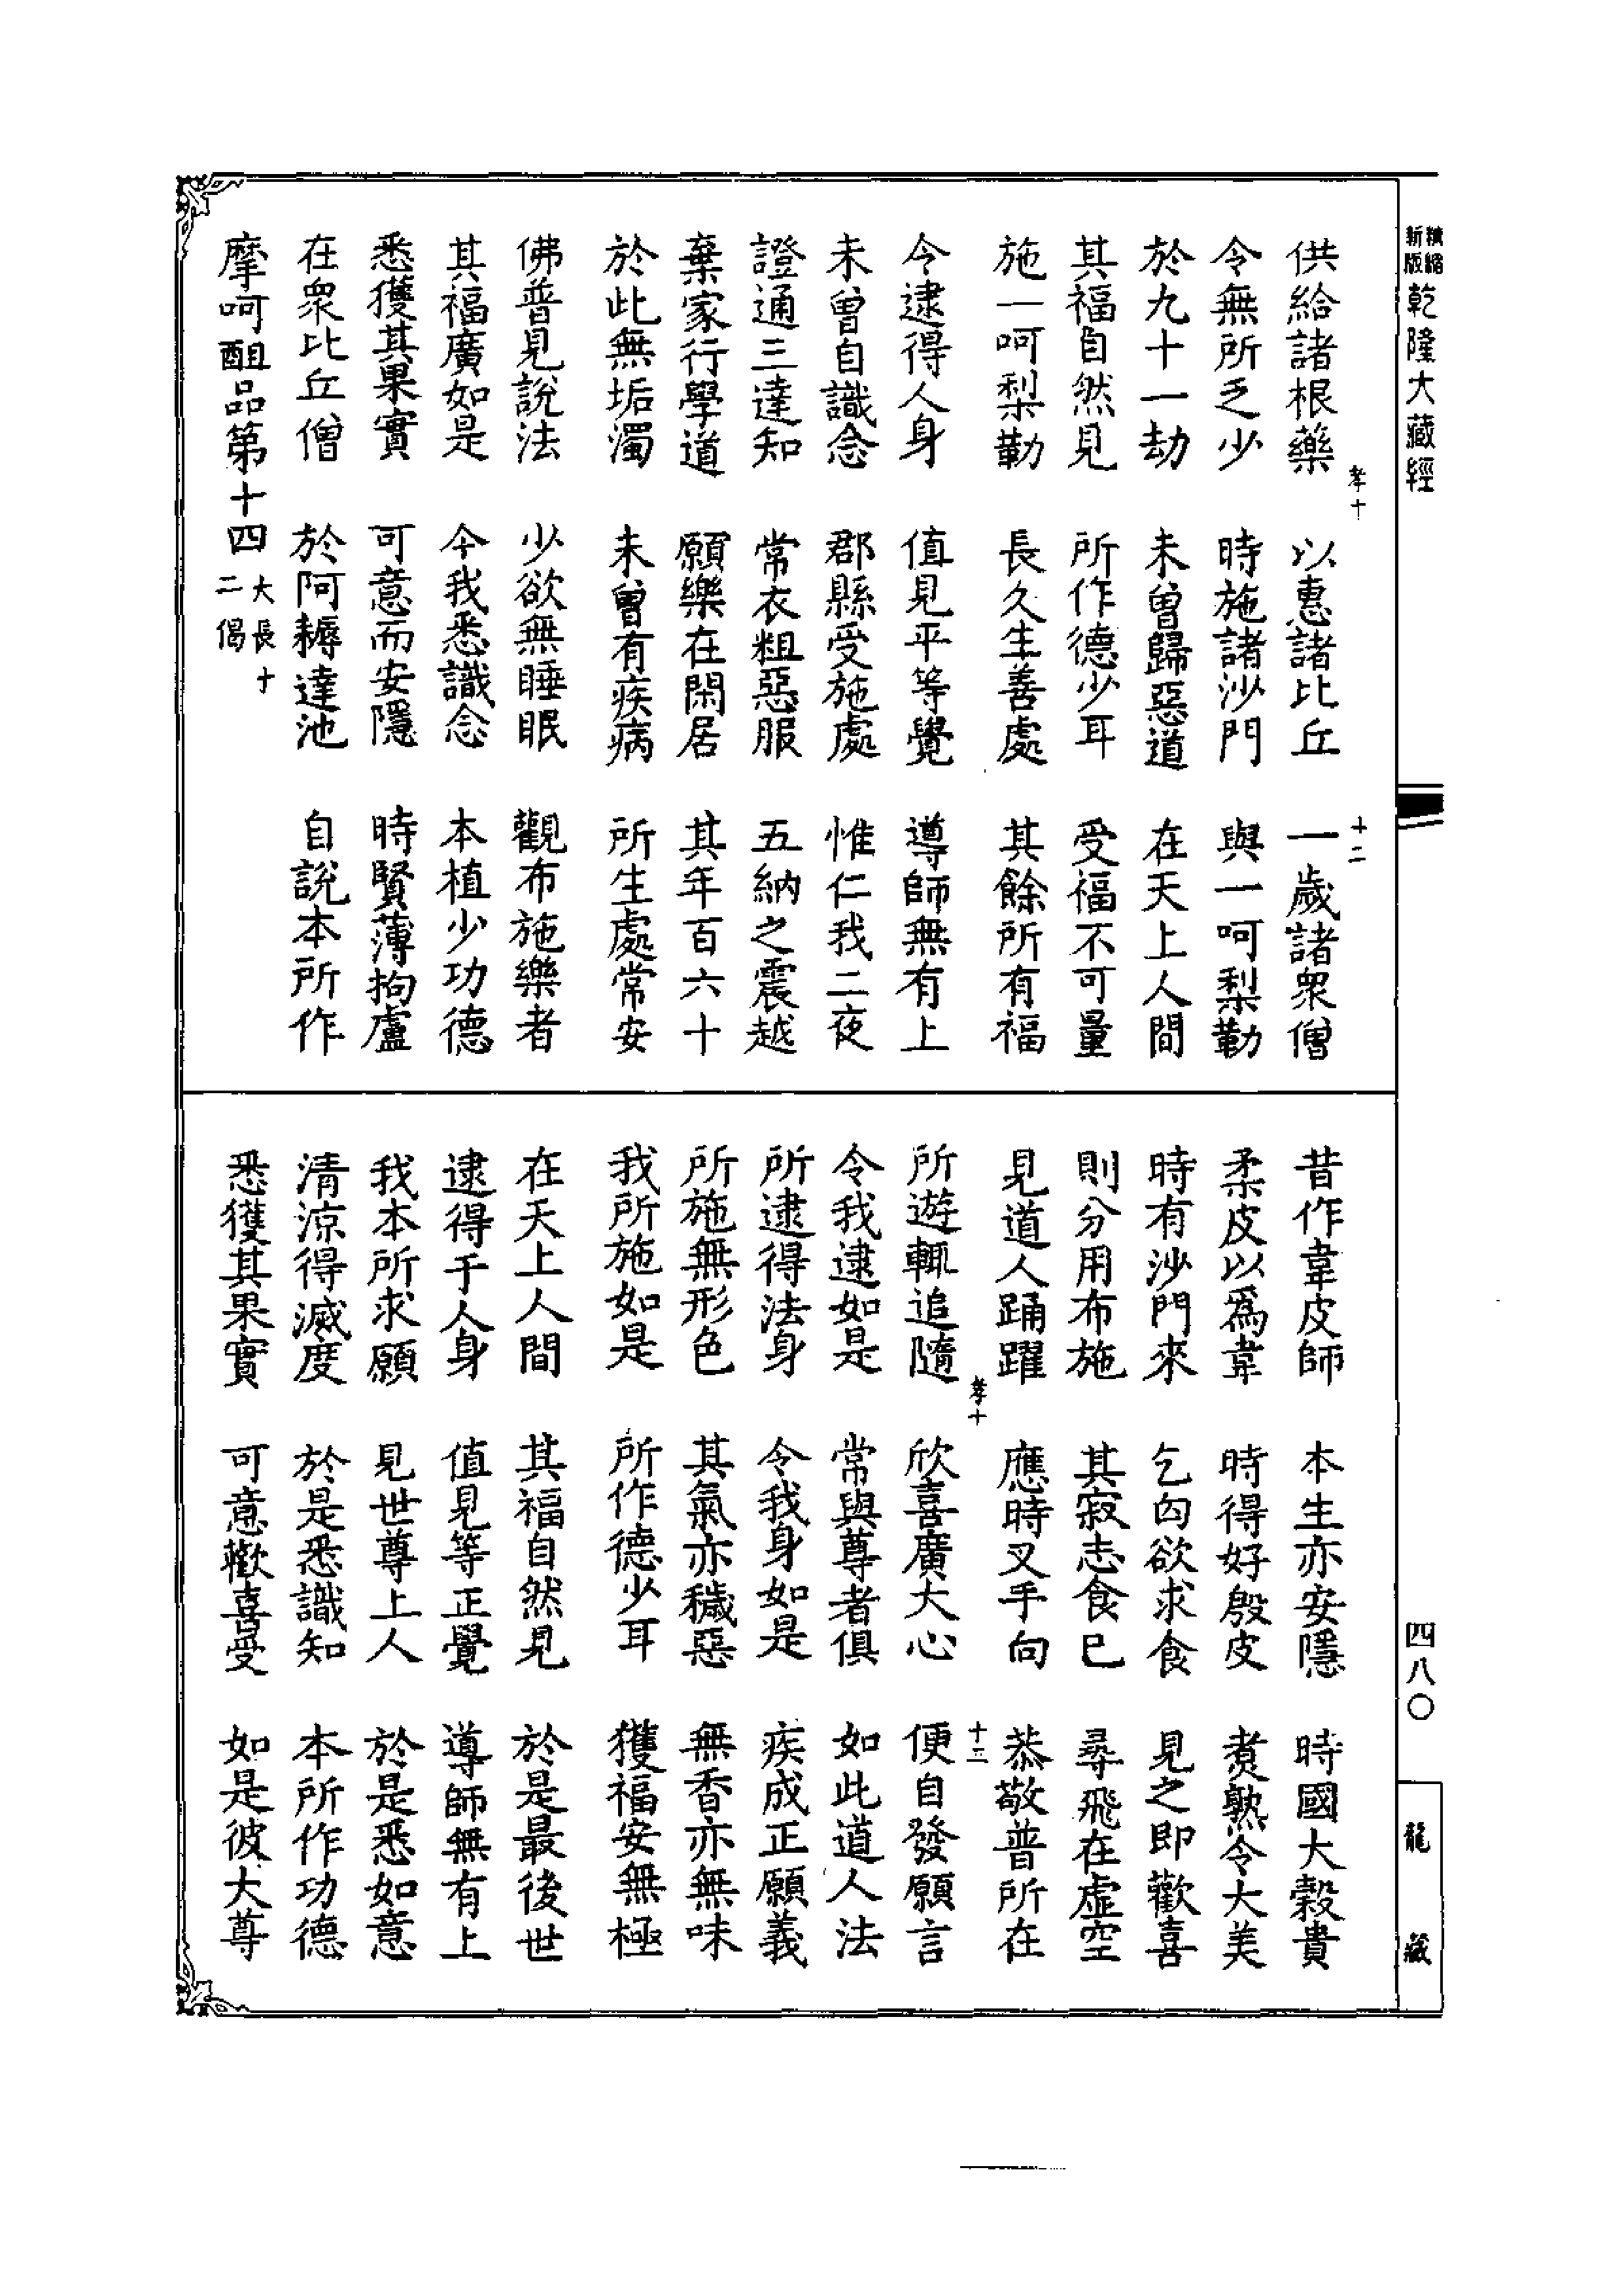 精縮新版乾隆大藏經
孝十 十二
供給諸根藥 以惠諸比丘 一歲諸眾僧
令無所乏少 時施諸沙門 與一呵梨勒
於九十一劫 未曾歸惡道 在天上人間
其福自然見 所作德少耳 受福不可量
施一呵梨勒 長久生善處 其餘所有福
今逮得人身 值見平等覺 導師無有上
未曾自識念 郡縣受施處 惟仁我二夜
證通三達知 常衣粗惡服 五納之震越
棄家行學道 願樂在閑居 其年百六十
於此無垢濁 未曾有疾病 所生處常安
佛普見說法 少欲無睡眠 觀布施樂者
其福廣如是 今我悉識念 本植少功德
悉獲其果實 可意而安隱 時賢薄拘盧
在眾比丘僧 於阿耨達池 自說本所作
摩呵䣯品第十四 大長十二偈
昔作韋皮師 本生亦安隱 時國大穀貴
柔皮以為韋 時得好殷皮 煑熟令大美
時有沙門來 乞匃欲求食 見之即歡喜
則分用布施 其寂志食已 尋飛在虛空
見道人踊躍 應時叉手向 恭敬普所在
孝十 十三
所遊輒追隨 欣喜廣大心 便自發願言
令我逮如是 常與尊者俱 如此道人法
所逮得法身 令我身如是 疾成正願義
所施無形色 其氣亦穢惡 無香亦無味
我所施如是 所作德少耳 獲福安無極
在天上人間 其福自然見 於是最後世
逮得于人身 值見等正覺 導師無有上
我本所求願 見世尊上人 於是悉如意
清涼得滅度 於是悉識知 本所作功德
悉獲其果實 可意歡喜受 如是彼大尊
四八〇
龍藏